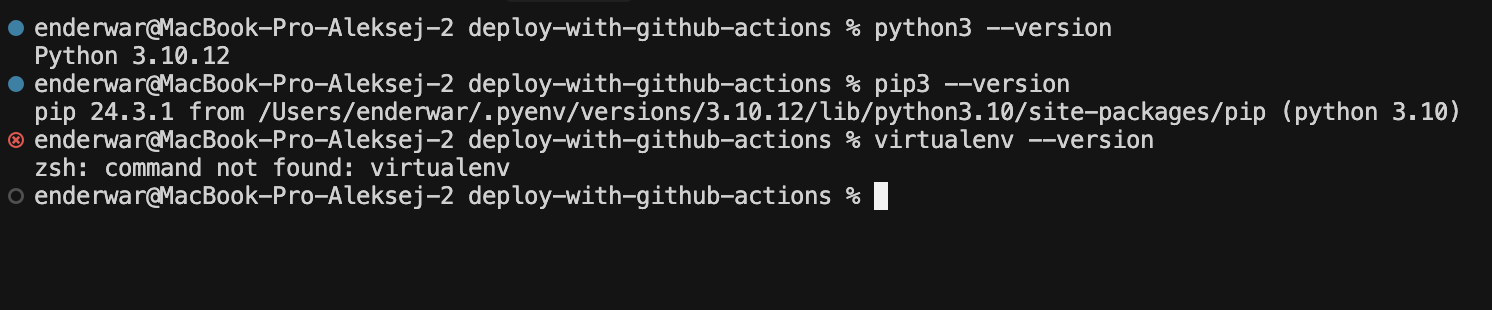 enderwar@MacBook-Pro-Aleksej-2 deploy-with-github-actions % python3 --version
Python 3.10.12
enderwar@MacBook-Pro-Aleksej-2 deploy-with-github-actions % pip3 --version
pip 24.3.1 from /Users/enderwar/.pyenv/versions/3.10.12/lib/python3.10/site-packages/pip (python 3.10)
enderwar@MacBook-Pro-Aleksej-2 deploy-with-github-actions % virtualenv --version
zsh: command not found: virtualenv
enderwar@MacBook-Pro-Aleksej-2 deploy-with-github-actions %